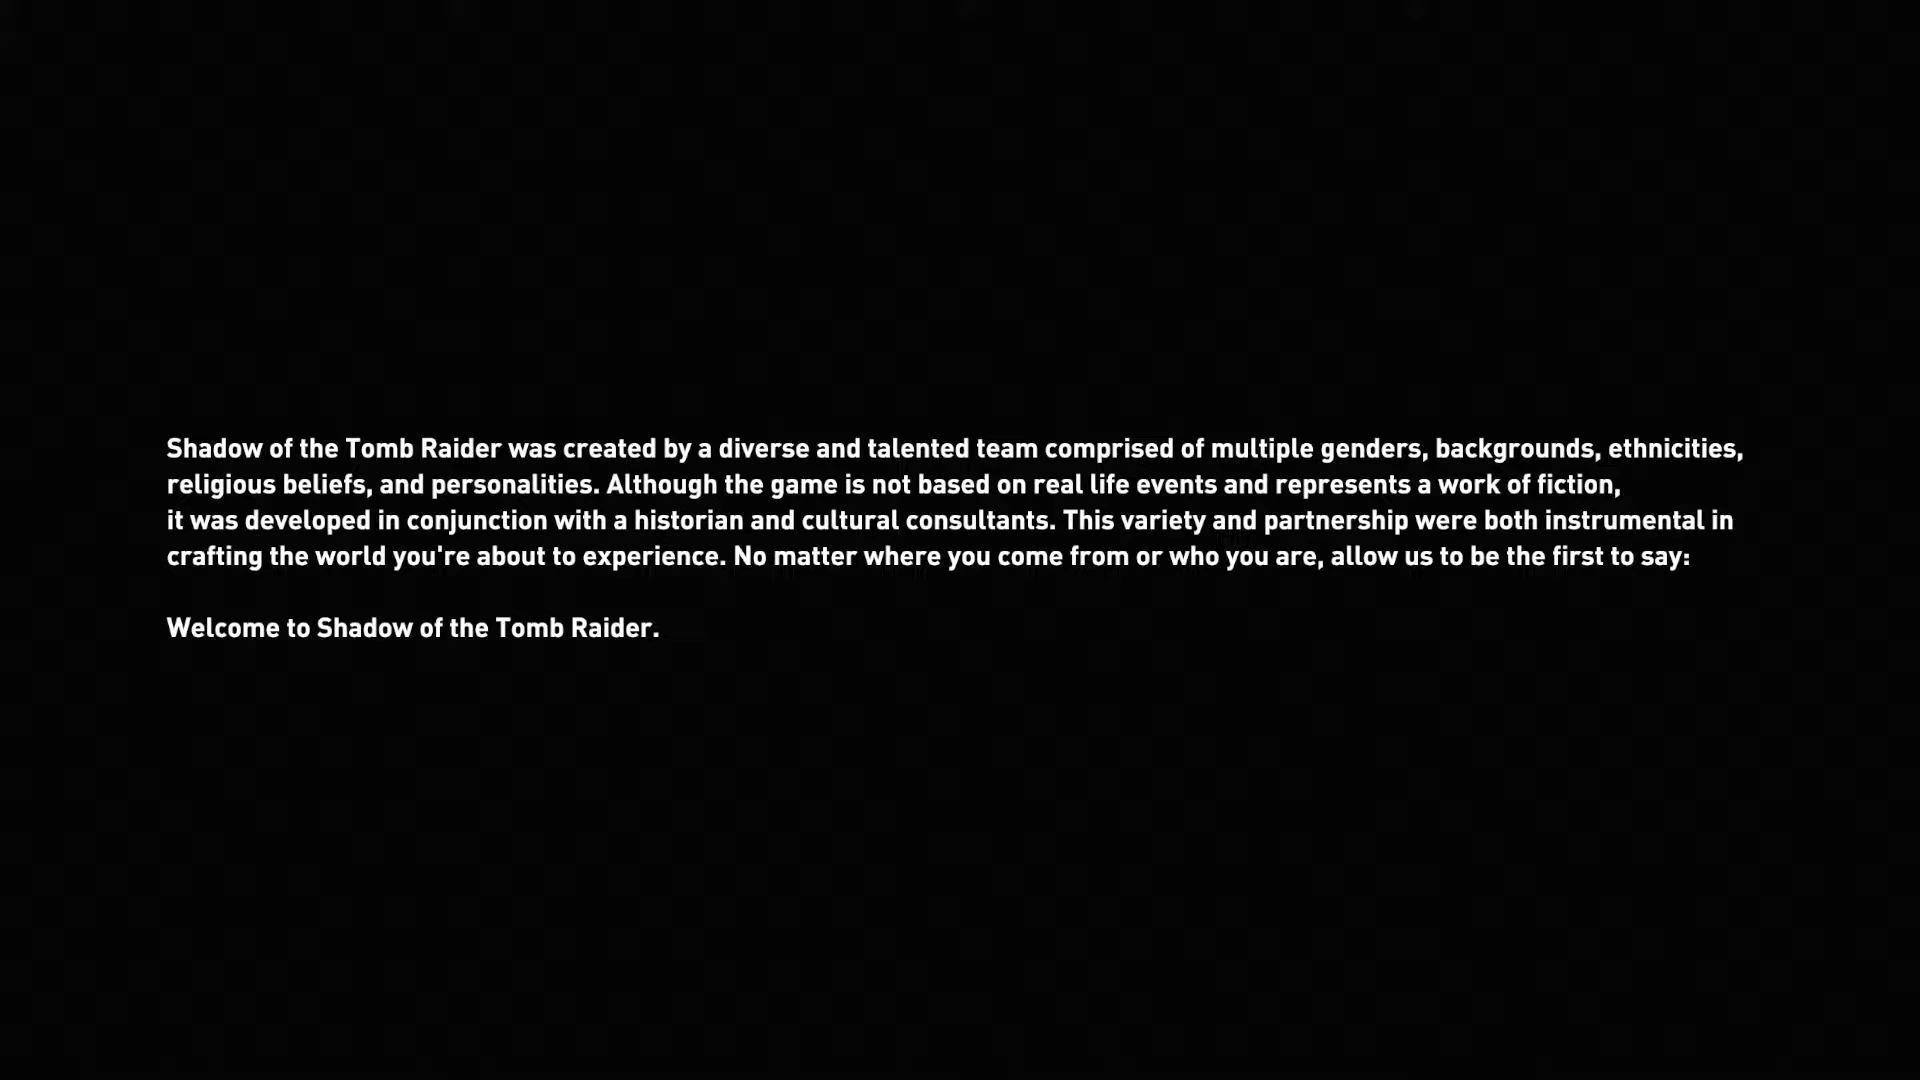 Shadow of the Tomb Raider was created by a diverse and talented team comprised of multiple genders, backgrounds, ethnicities,
religious beliefs, and personalities. Although the game is not based on real life events and represents a work of fiction,
it was developed in conjunction with a historian and cultural consultants. This variety and partnership were both instrumental in
crafting the world you're about to experience. No matter where you come from or who you are, allow us to be the first to say:
Welcome to Shadow of the Tomb Raider.